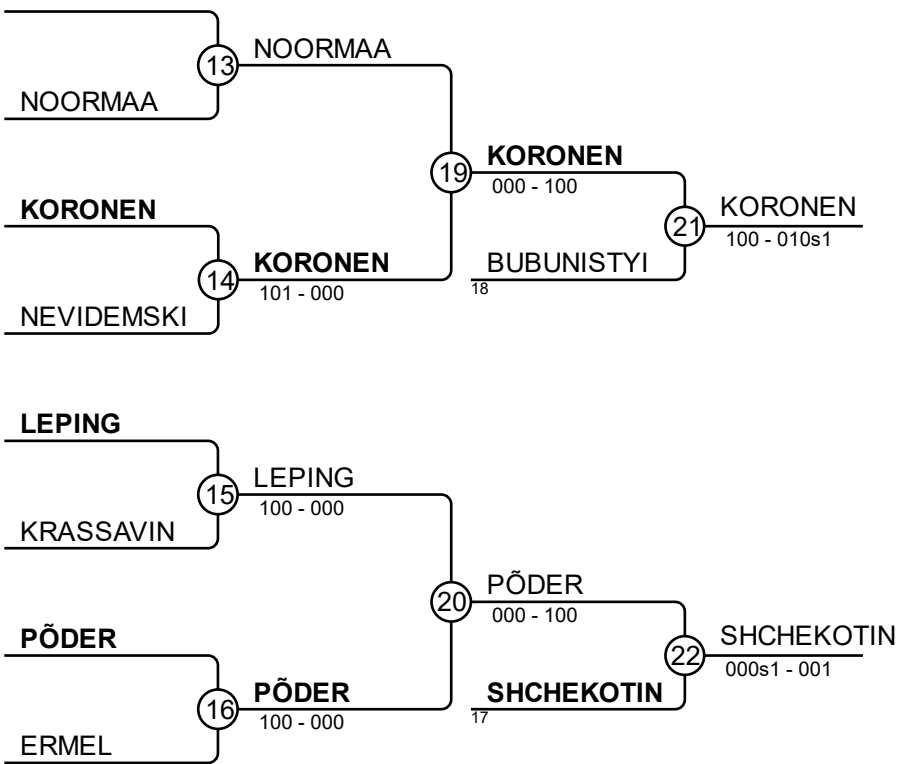 13
NOORMAA
NOORMAA
19
KORONEN
000 - 100
KORONEN
14
KORONEN
101 - 000
NEVIDEMSKI
21
KORONEN
100 - 010s1
BUBUNISTYI
18
LEPING
15
LEPING
100 - 000
KRASSAVIN
20
PÕDER
000 - 100
PÕDER
16
PÕDER
100 - 000
ERMEL
22
SHCHEKOTIN
000s1 - 001
SHCHEKOTIN
17